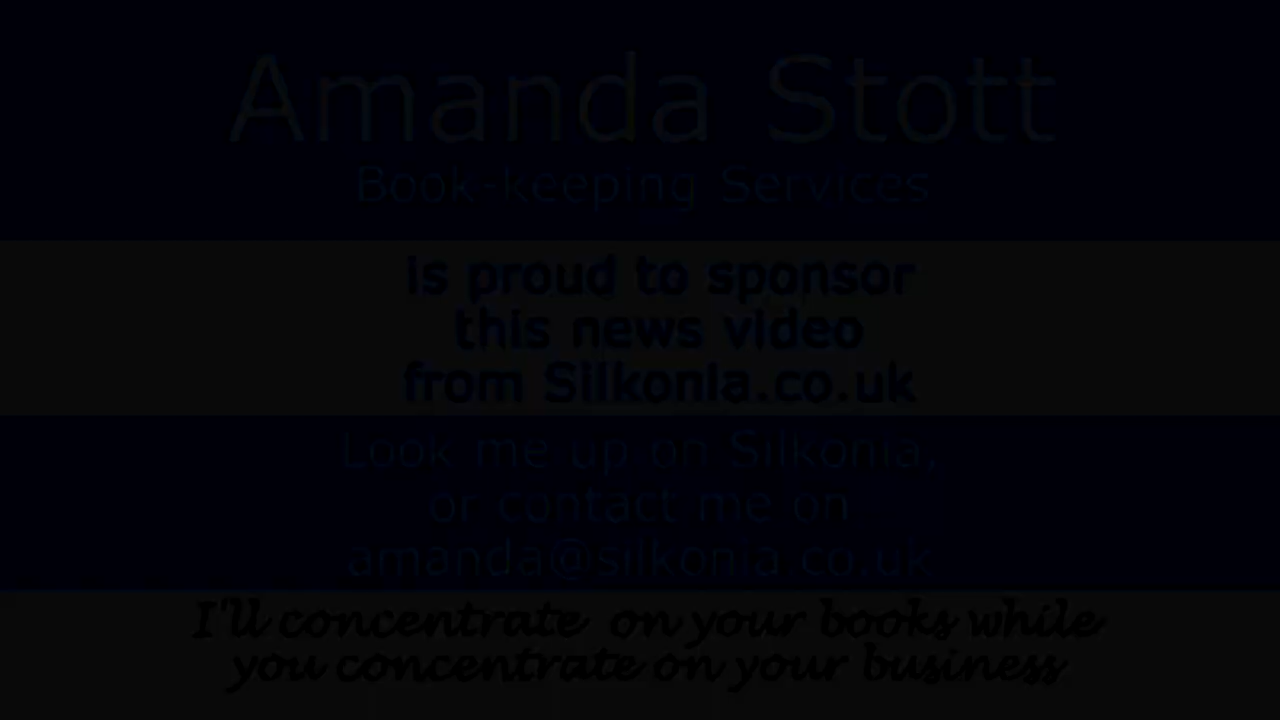 Amanda Stott
Book-keeping Services
is proud to sponsor
this news video
from Silkonia.co.uk
Look me up on Silkonia,
or contact me on
amanda@silkonia.co.uk
I'll concentrate on your books while
you concentrate on your business